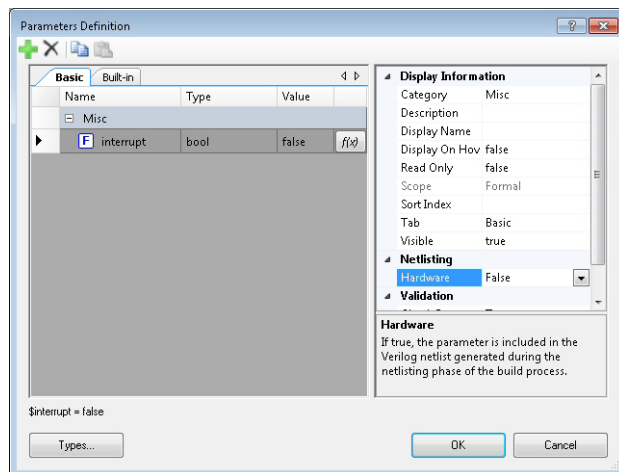 Parameters Definition
Basic Built-in
Name Type Value
Misc
F interrupt bool false f(x)
Display Information
Category Misc
Description
Display Name
Display On Hov false
Read Only false
Scope Formal
Sort Index
Tab Basic
Visible true
Netlisting
Hardware False
Validation
Hardware
If true, the parameter is included in the
Verilog netlist generated during the
netlisting phase of the build process.
$interrupt = false
Types...
OK Cancel